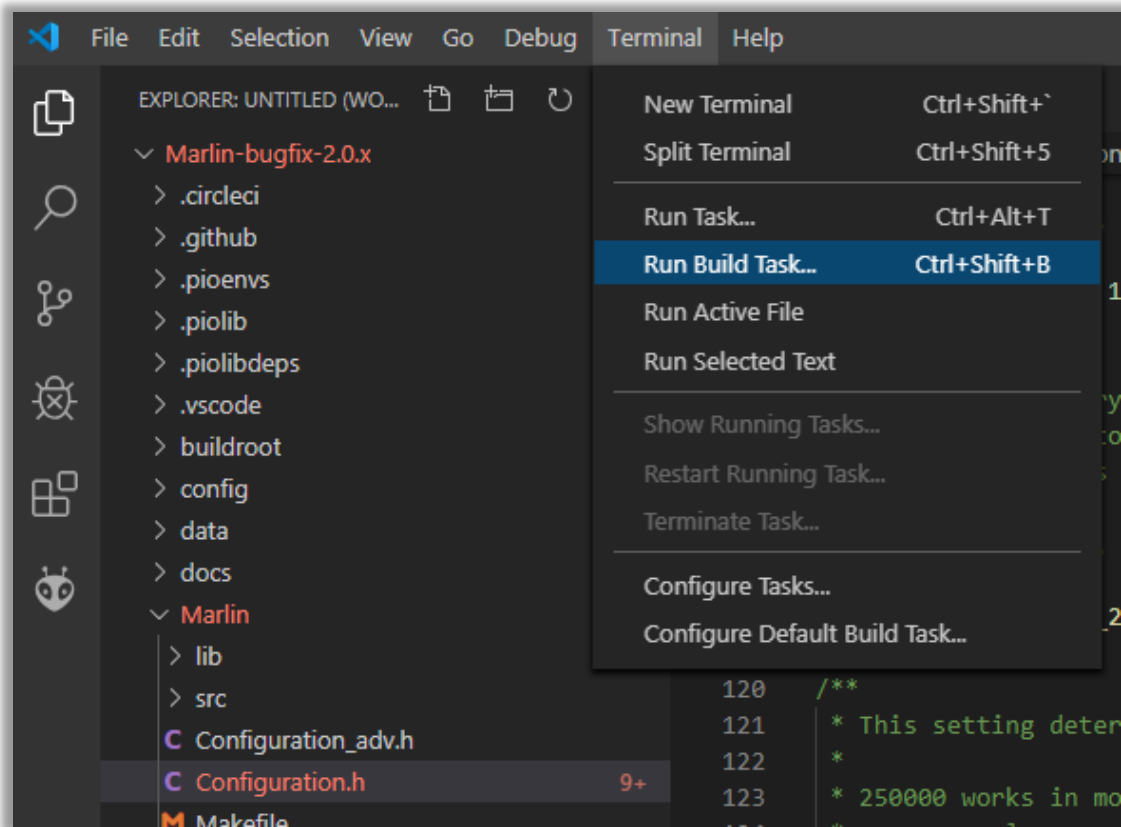 File Edit Selection View Go Debug Terminal Help
EXPLORER: UNTITLED (WO...
Marlin-bugfix-2.0.x
.circleci
.github
.pioenvs
.piolib
.piolibdeps
.vscode
buildroot
config
data
docs
Marlin
lib
src
C Configuration_adv.h
C Configuration.h 9+
M Makefile
New Terminal Ctrl+Shift+`
Split Terminal Ctrl+Shift+5
Run Task... Ctrl+Alt+T
Run Build Task... Ctrl+Shift+B
Run Active File
Run Selected Text
Show Running Tasks...
Restart Running Task...
Terminate Task...
Configure Tasks...
Configure Default Build Task...
1
_2
120 /**
121 * This setting deter
122 *
123 * 250000 works in mo